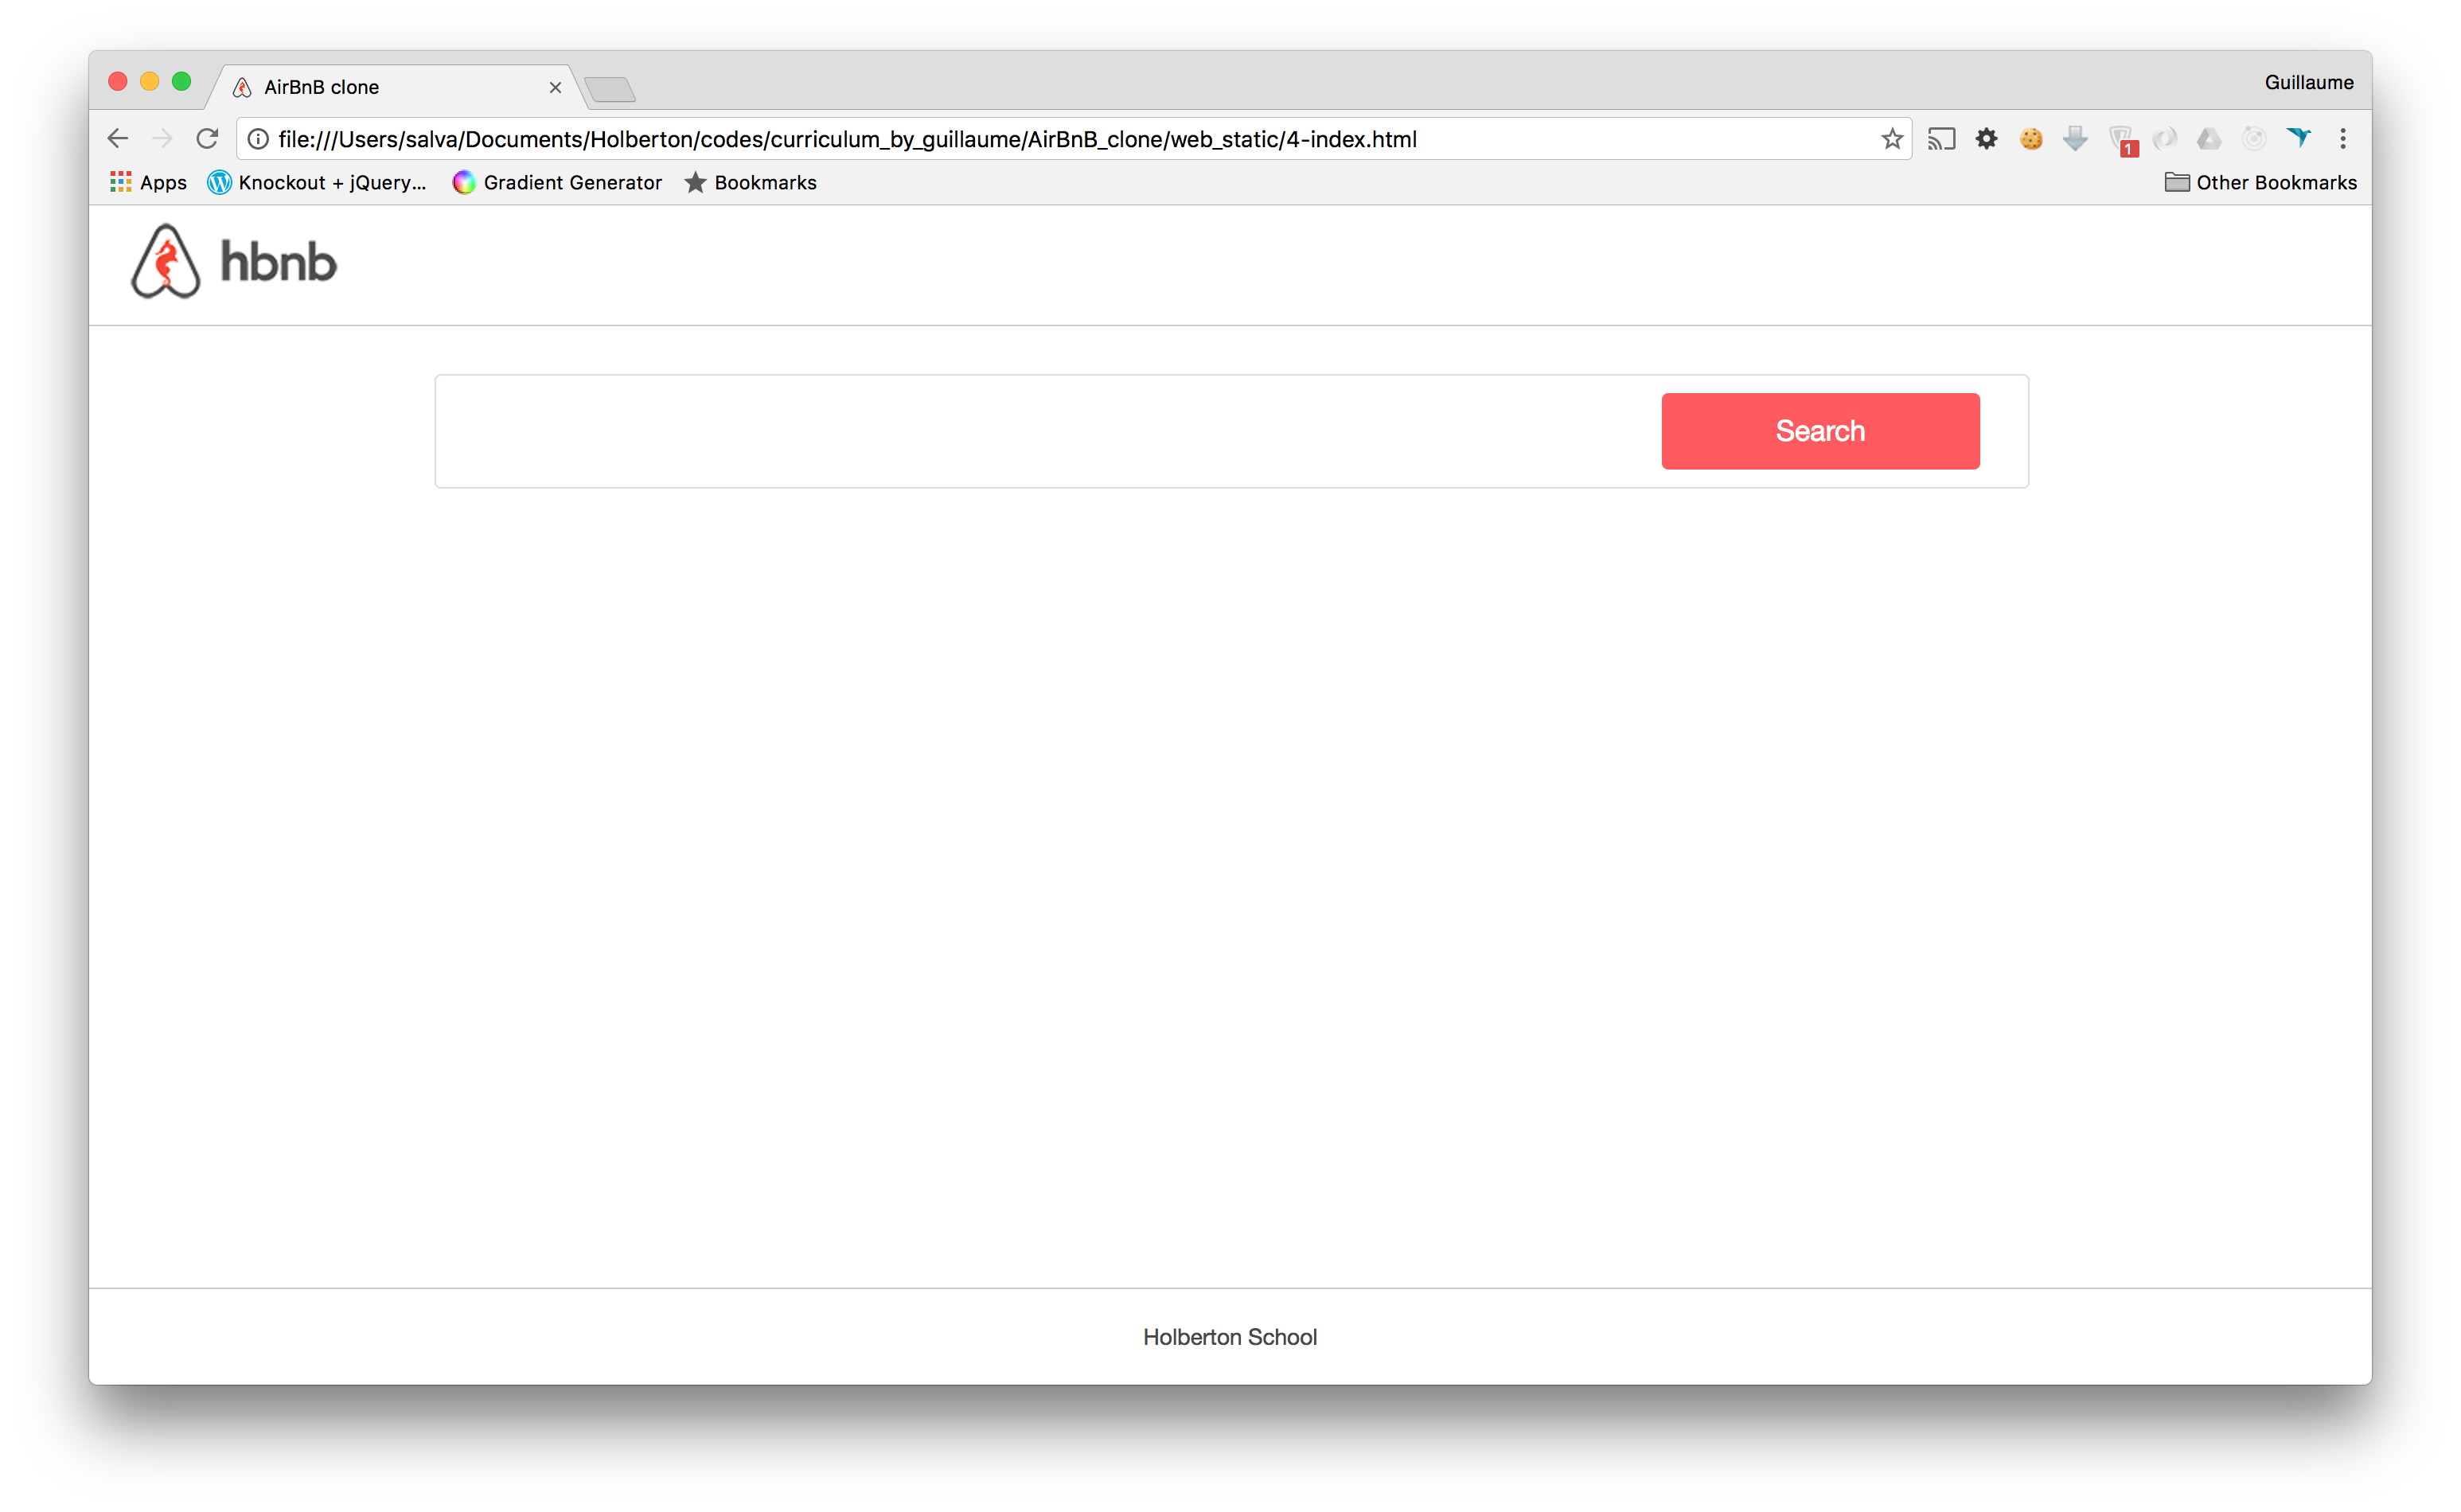 AirBnB clone
Guillaume
file:///Users/salva/Documents/Holberton/codes/curriculum_by_guillaume/AirBnB_clone/web_static/4-index.html
1
Apps Knockout + jQuery... Gradient Generator Bookmarks Other Bookmarks
hbnb
Search
Holberton School